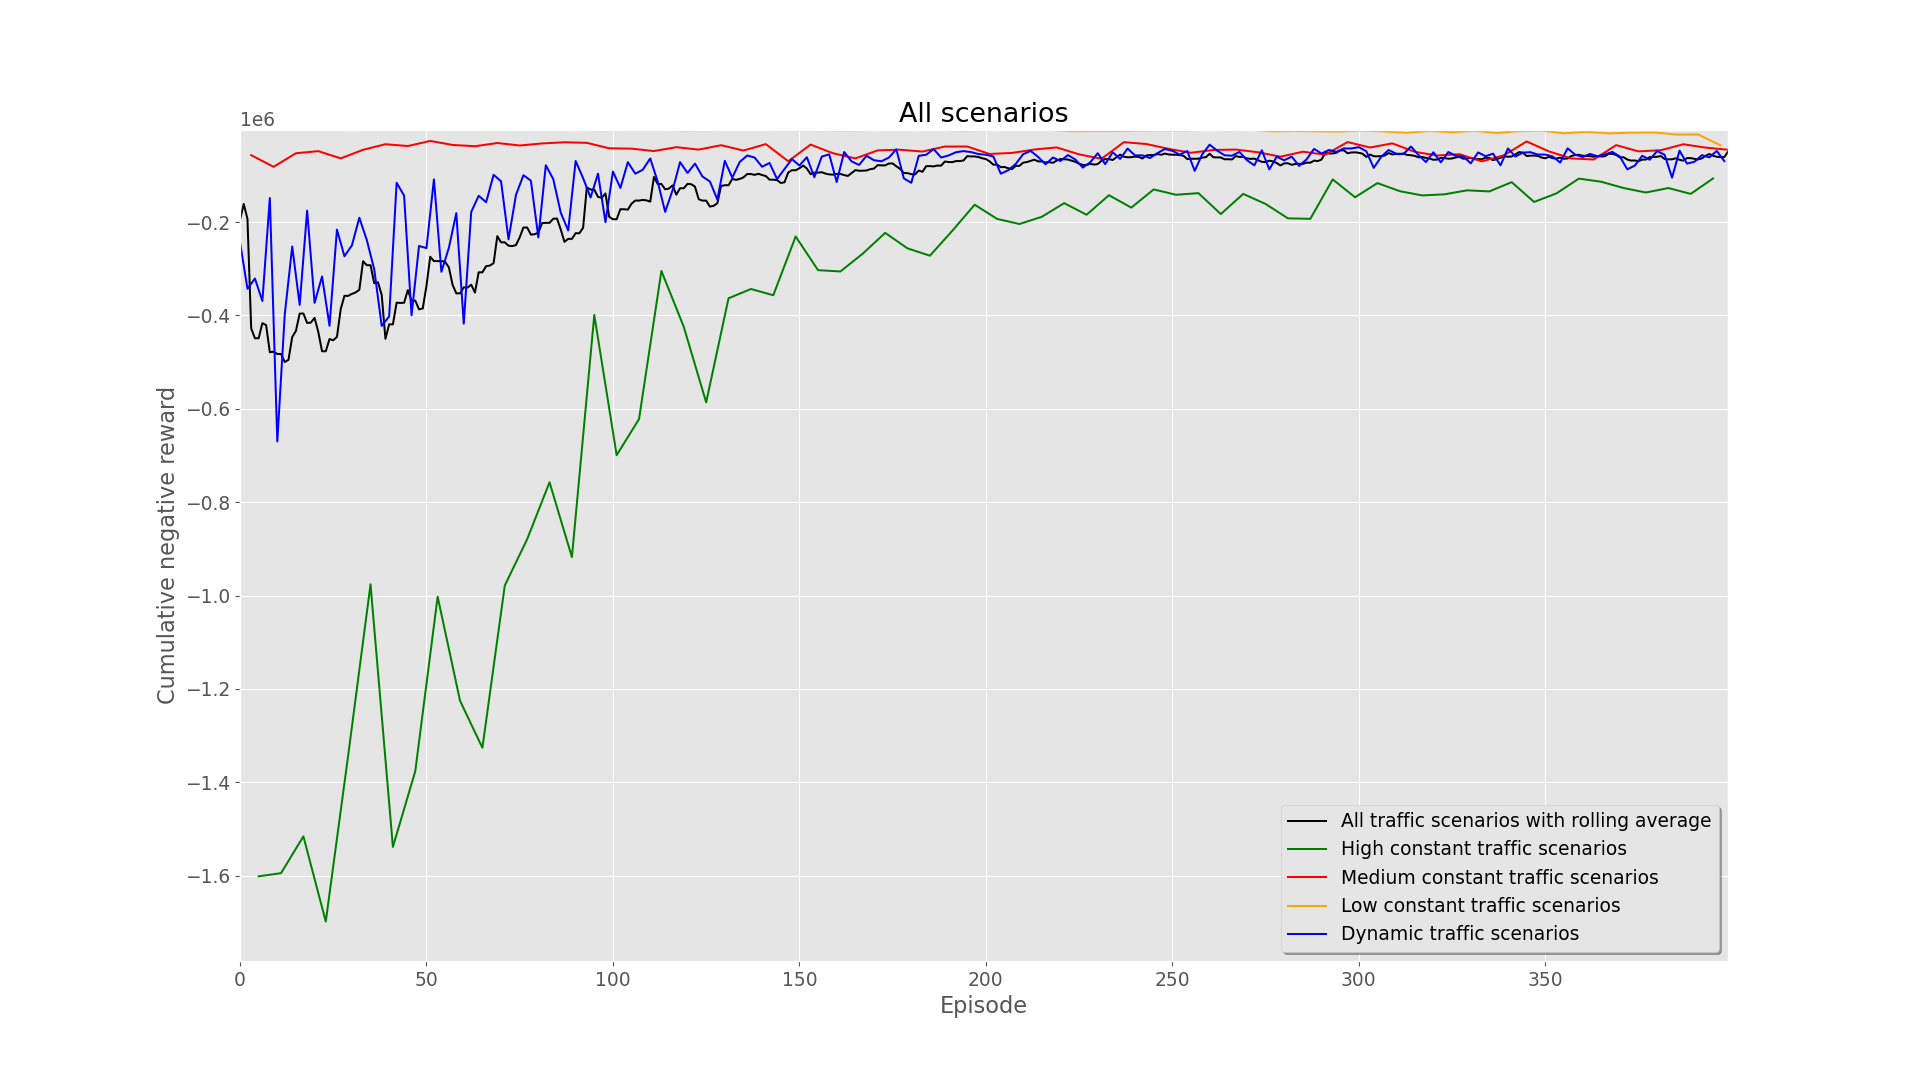 All scenarios
1e6
−0.2
−0.4
−0.6
−0.8
−1.0
−1.2
−1.4
−1.6
Cumulative negative reward
0 50 100 150 200 250 300 350
Episode
All traffic scenarios with rolling average
High constant traffic scenarios
Medium constant traffic scenarios
Low constant traffic scenarios
Dynamic traffic scenarios